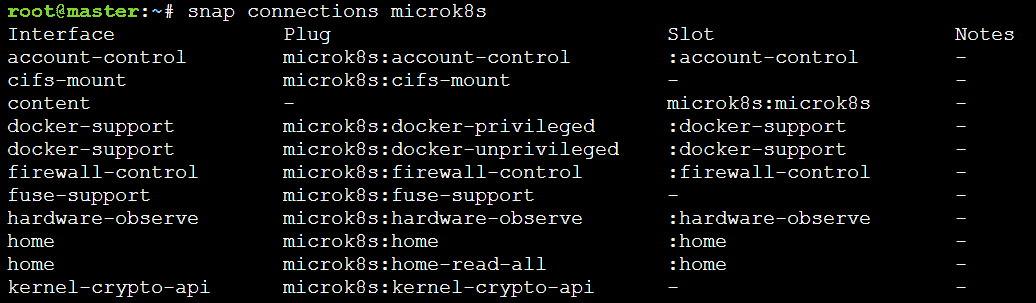 root@master:~# snap connections microk8s
Interface Plug Slot Notes
account-control microk8s:account-control :account-control -
cifs-mount microk8s:cifs-mount - -
content - microk8s:microk8s -
docker-support microk8s:docker-privileged :docker-support -
docker-support microk8s:docker-unprivileged :docker-support -
firewall-control microk8s:firewall-control :firewall-control -
fuse-support microk8s:fuse-support - -
hardware-observe microk8s:hardware-observe :hardware-observe -
home microk8s:home :home -
home microk8s:home-read-all :home -
kernel-crypto-api microk8s:kernel-crypto-api - -